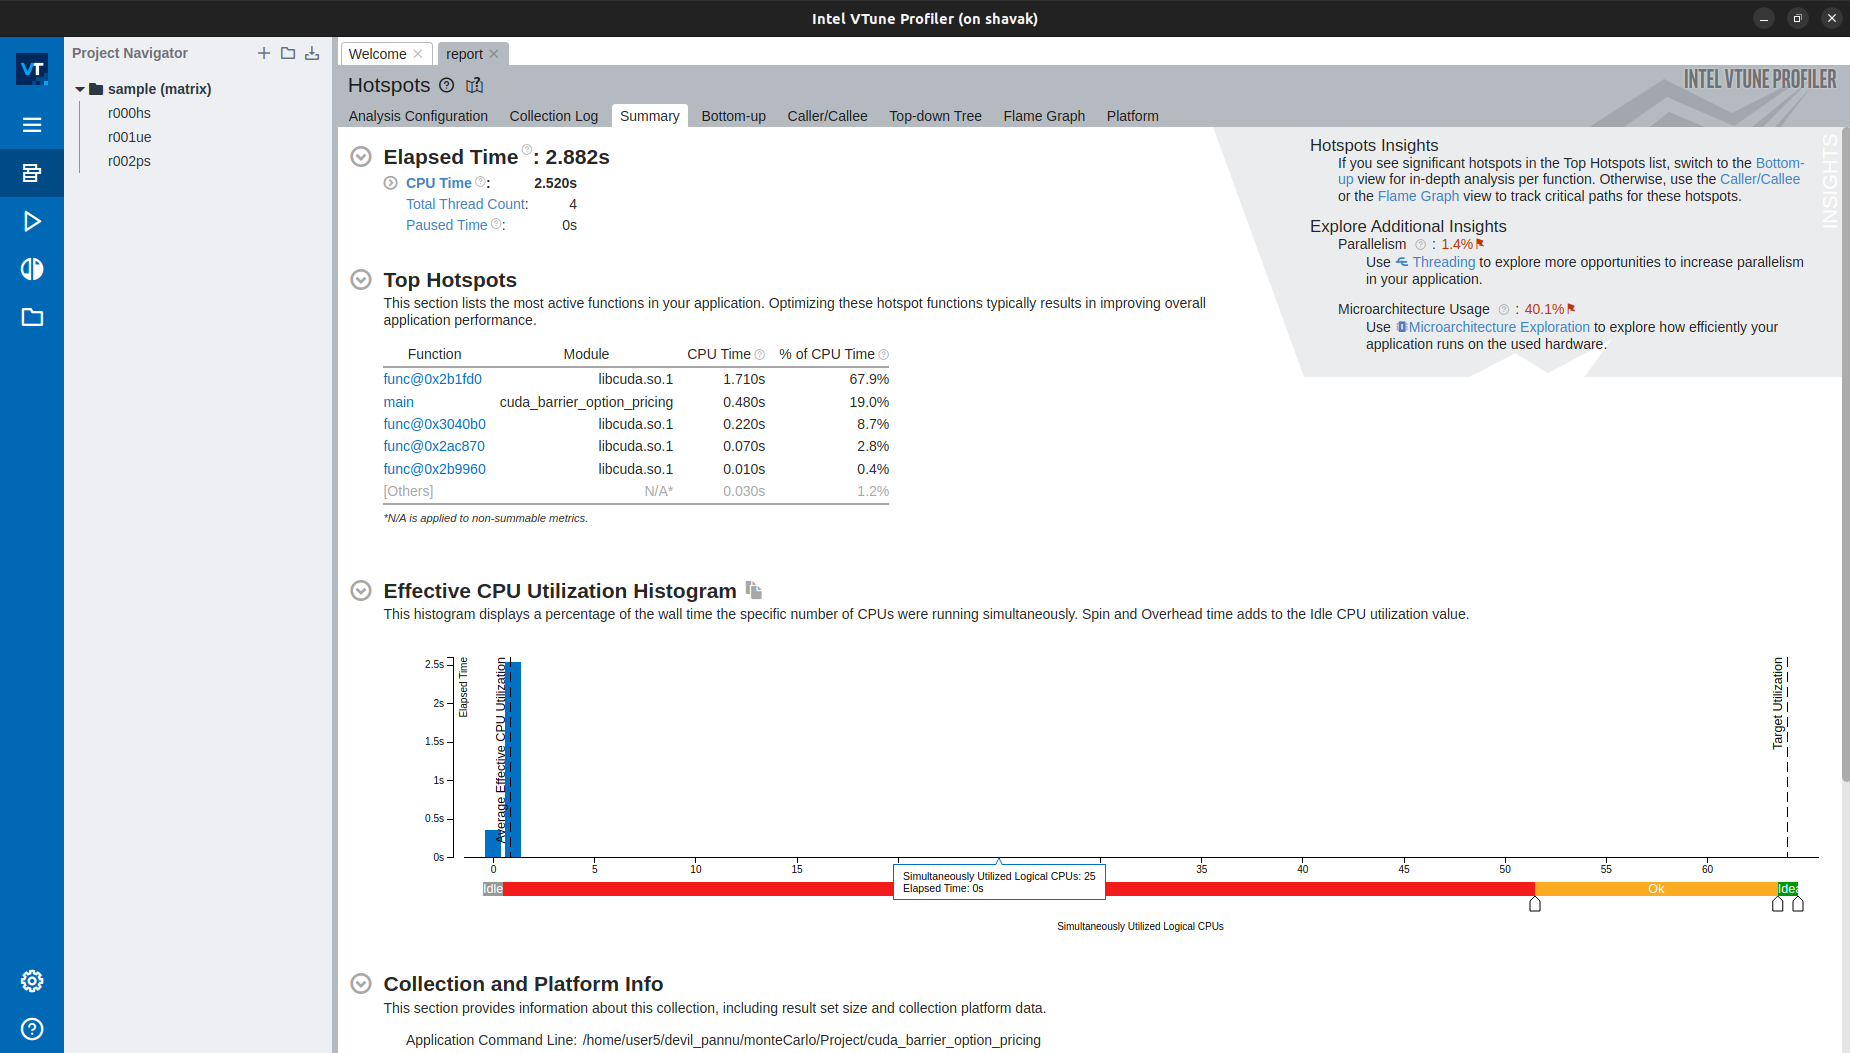 Intel VTune Profiler (on shavak)
VT
Project Navigator
sample (matrix)
r000hs
r001ue
r002ps
Welcome
report
Hotspots
INTEL VTUNE PROFILER
Analysis Configuration Collection Log Summary Bottom-up Caller/Callee Top-down Tree Flame Graph Platform
Elapsed Time : 2.882s
CPU Time : 2.520s
Total Thread Count: 4
Paused Time : 0s
Hotspots Insights
If you see significant hotspots in the Top Hotspots list, switch to the Bottom-
up view for in-depth analysis per function. Otherwise, use the Caller/Callee
or the Flame Graph view to track critical paths for these hotspots.
Explore Additional Insights
Parallelism : 1.4%
Use Threading to explore more opportunities to increase parallelism
in your application.
Microarchitecture Usage : 40.1%
Use Microarchitecture Exploration to explore how efficiently your
application runs on the used hardware.
INSIGHTS
Top Hotspots
This section lists the most active functions in your application. Optimizing these hotspot functions typically results in improving overall
application performance.
Function Module CPU Time % of CPU Time
func@0x2b1fd0 libcuda.so.1 1.710s 67.9%
main cuda_barrier_option_pricing 0.480s 19.0%
func@0x3040b0 libcuda.so.1 0.220s 8.7%
func@0x2ac870 libcuda.so.1 0.070s 2.8%
func@0x2b9960 libcuda.so.1 0.010s 0.4%
[Others] N/A* 0.030s 1.2%
*N/A is applied to non-summable metrics.
Effective CPU Utilization Histogram
This histogram displays a percentage of the wall time the specific number of CPUs were running simultaneously. Spin and Overhead time adds to the Idle CPU utilization value.
2.5s
2s
1.5s
1s
0.5s
0s
Elapsed Time
Average Effective CPU Utilization
Target Utilization
0 5 10 15 35 40 45 50 55 60
Simultaneously Utilized Logical CPUs: 25
Elapsed Time: 0s
Idle Ok Idea
Simultaneously Utilized Logical CPUs
Collection and Platform Info
This section provides information about this collection, including result set size and collection platform data.
Application Command Line: /home/user5/devil_pannu/monteCarlo/Project/cuda_barrier_option_pricing